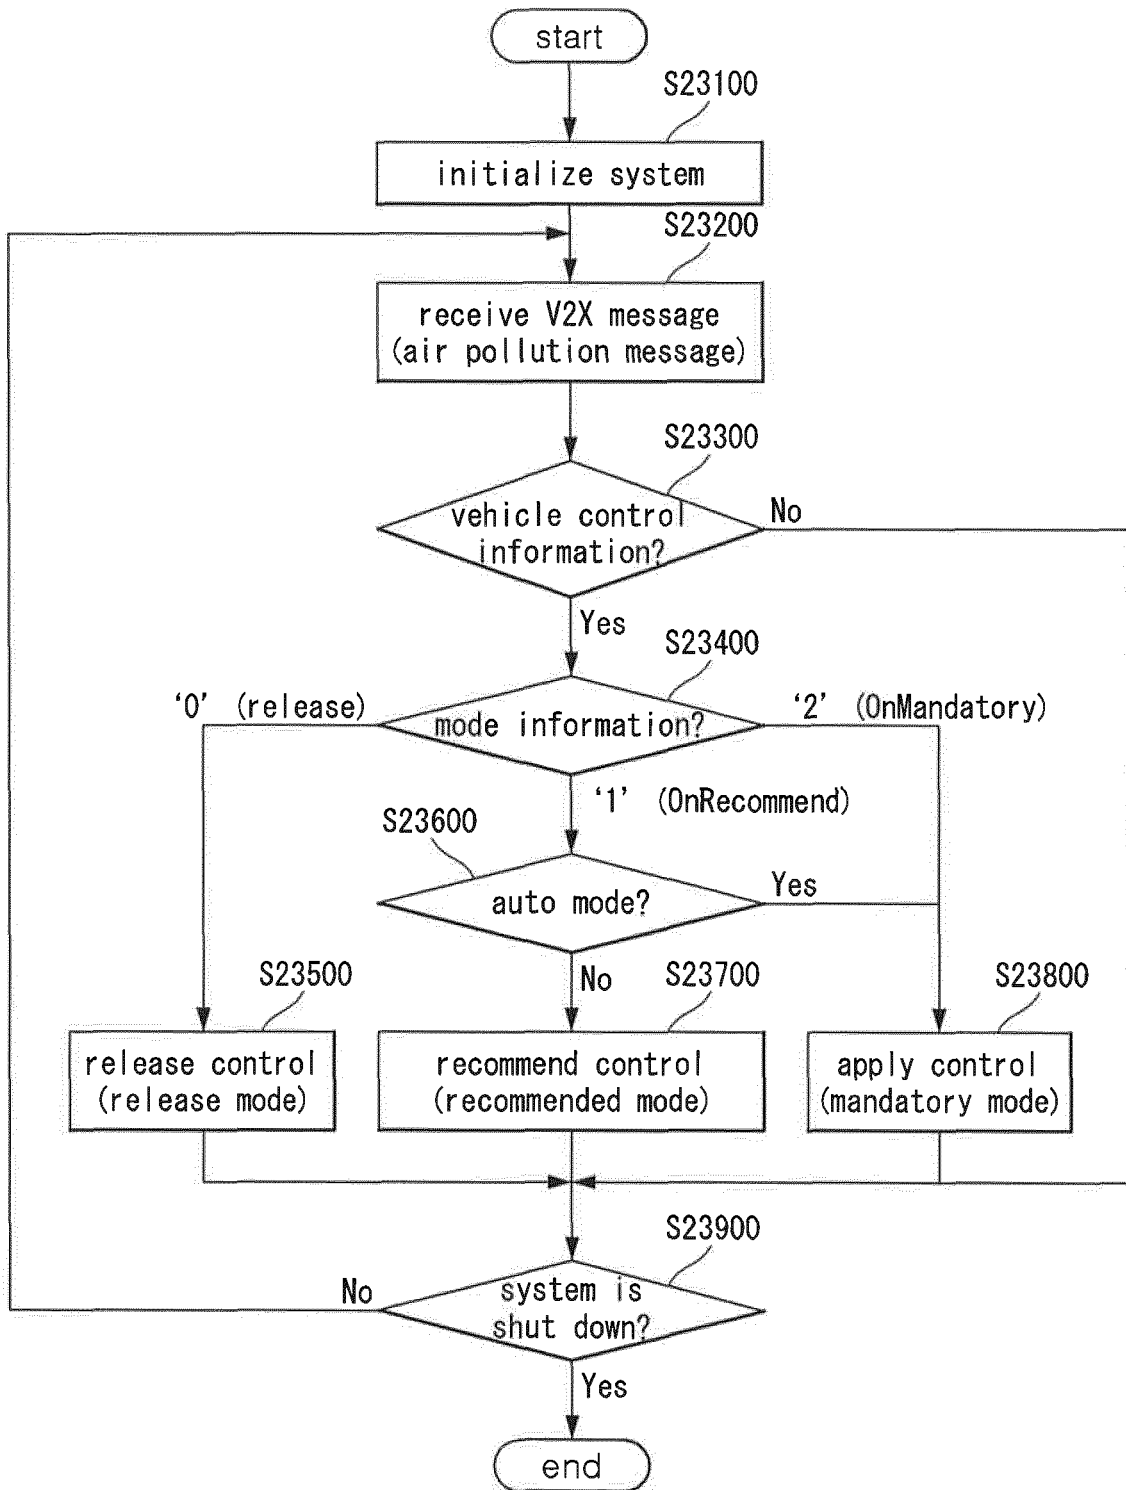 start
S23100
initialize system
S23200
receive V2X message
(air pollution message)
S23300
vehicle control
information?
No
Yes
S23400
‘0’ (release)
mode information?
‘2’ (OnMandatory)
‘1’ (OnRecommend)
S23600
auto mode?
Yes
No
S23500
S23700
S23800
release control
(release mode)
recommend control
(recommended mode)
apply control
(mandatory mode)
S23900
No
system is
shut down?
Yes
end